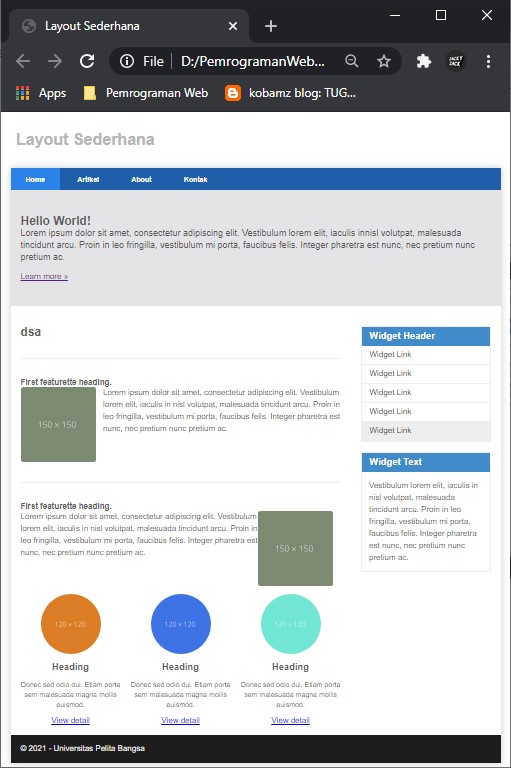 Layout Sederhana
File
D:/PemrogramanWeb...
Apps
Pemrograman Web
kobamz blog: TUG...
Layout Sederhana
Home Artikel About Kontak
Hello World!
Lorem ipsum dolor sit amet, consectetur adipiscing elit. Vestibulum lorem elit, iaculis innisl volutpat, malesuada
tincidunt arcu. Proin in leo fringilla, vestibulum mi porta, faucibus felis. Integer pharetra est nunc, nec pretium nunc
pretium ac.
Learn more »
dsa
First featurette heading.
150 × 150
Lorem ipsum dolor sit amet, consectetur adipiscing elit. Vestibulum
lorem elit, iaculis in nisl volutpat, malesuada tincidunt arcu. Proin in
leo fringilla, vestibulum mi porta, faucibus felis. Integer pharetra est
nunc, nec pretium nunc pretium ac.
First featurette heading.
Lorem ipsum dolor sit amet, consectetur adipiscing elit. Vestibulum
lorem elit, iaculis in nisl volutpat, malesuada tincidunt arcu. Proin in
leo fringilla, vestibulum mi porta, faucibus felis. Integer pharetra est
nunc, nec pretium nunc pretium ac.
150 × 150
120 × 120
Heading
Donec sed odio dui. Etiam porta
sem malesuada magna mollis
euismod.
View detail
120 × 120
Heading
Donec sed odio dui. Etiam porta
sem malesuada magna mollis
euismod.
View detail
120 × 120
Heading
Donec sed odio dui. Etiam porta
sem malesuada magna mollis
euismod.
View detail
Widget Header
Widget Link
Widget Link
Widget Link
Widget Link
Widget Link
Widget Text
Vestibulum lorem elit, iaculis in
nisl volutpat, malesuada
tincidunt arcu. Proin in leo
fringilla, vestibulum mi porta,
faucibus felis. Integer pharetra
est nunc, nec pretium nunc
pretium ac.
© 2021 - Universitas Pelita Bangsa